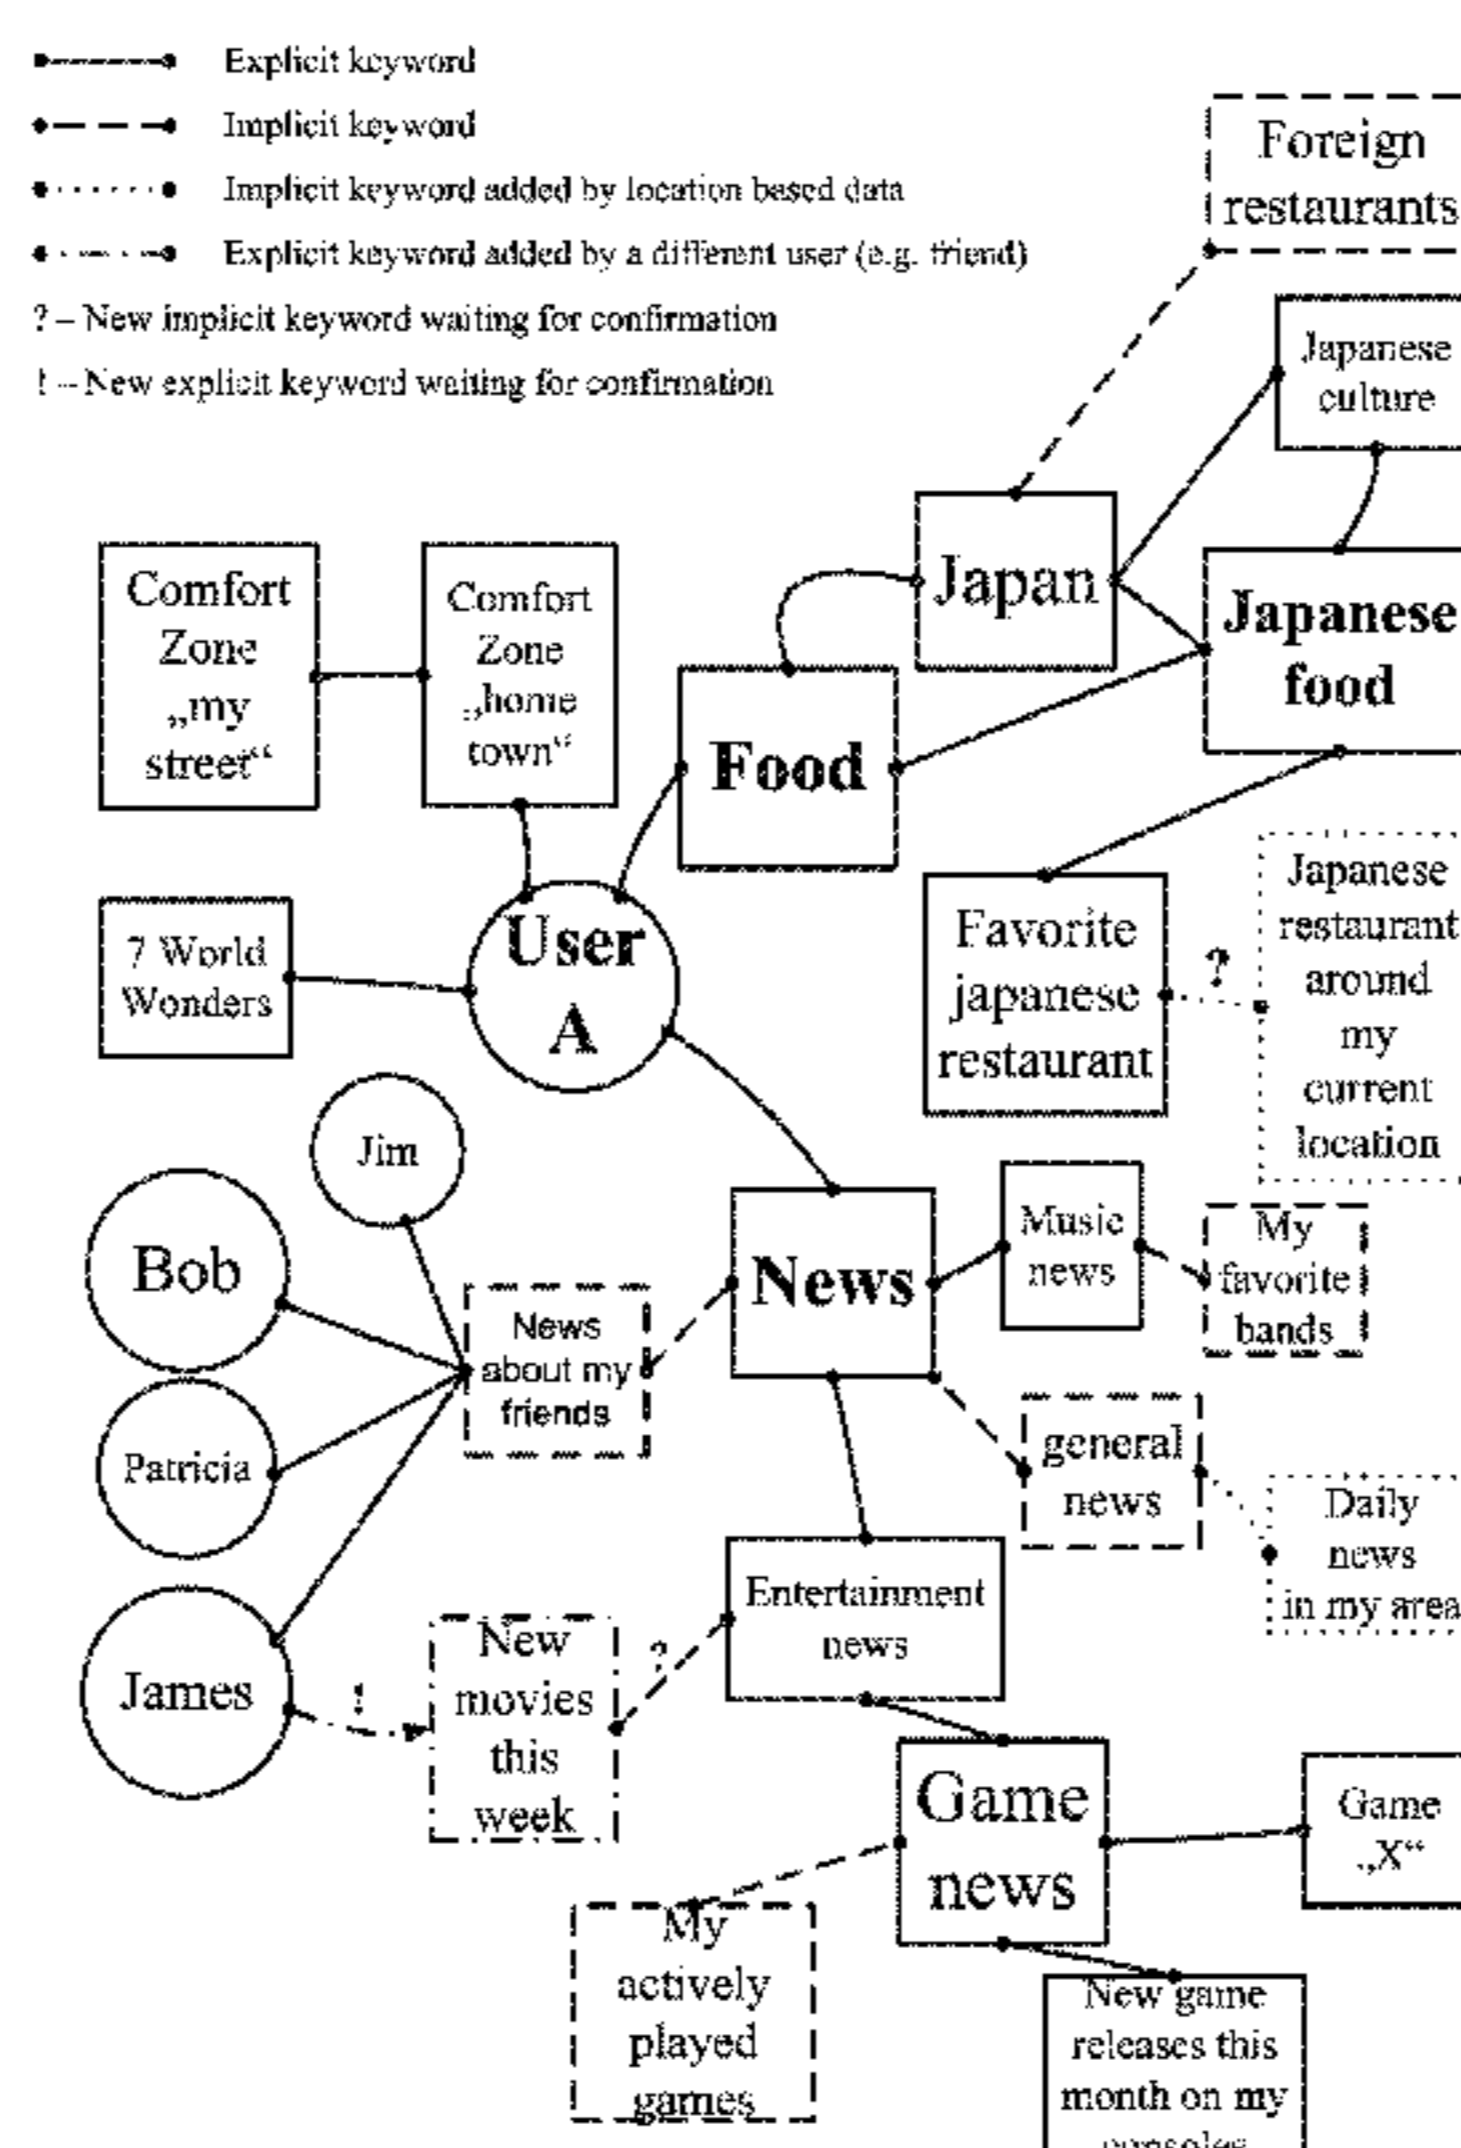 Explicit keyword
Implicit keyword
Implicit keyword added by location based data
Explicit keyword added by a different user (e.g. friend)
? – New implicit keyword waiting for confirmation
! – New explicit keyword waiting for confirmation
Foreign
restaurants
Japanese
culture
Japan
Japanese
food
Comfort
Zone
„my
street“
Comfort
Zone
„home
town“
Food
User
A
7 World
Wonders
Favorite
japanese
restaurant
?
Japanese
restaurant
around
my
current
location
Jim
Bob
Patricia
James
News
about my
friends
News
Music
news
My
favorite
bands
general
news
Daily
news
in my area
Entertainment
news
?
!
New
movies
this
week
Game
news
Game
„X“
My
actively
played
games
New game
releases this
month on my
consoles